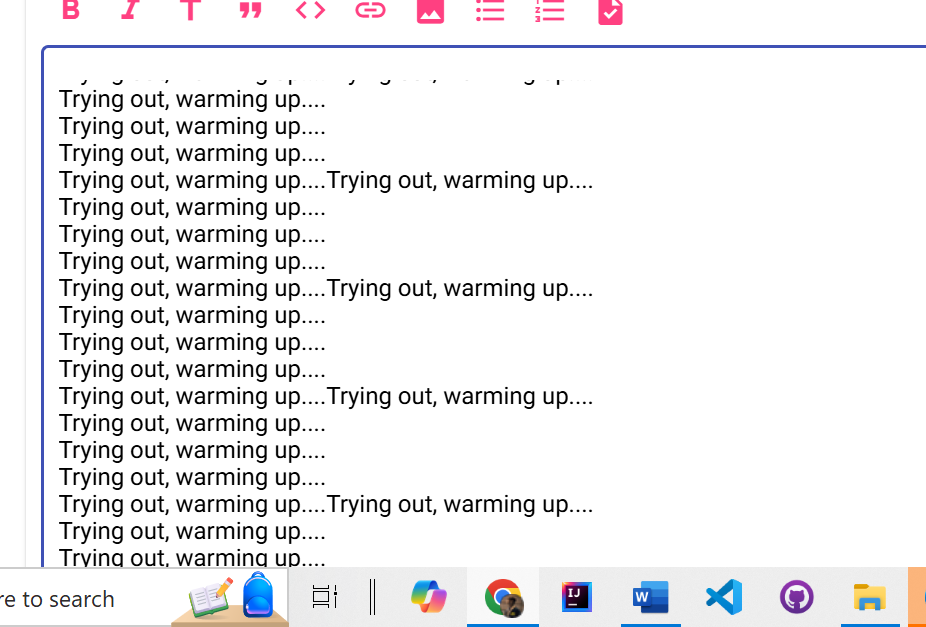 B I T
Trying out, warming up....
Trying out, warming up....
Trying out, warming up....
Trying out, warming up....Trying out, warming up....
Trying out, warming up....
Trying out, warming up....
Trying out, warming up....
Trying out, warming up....Trying out, warming up....
Trying out, warming up....
Trying out, warming up....
Trying out, warming up....
Trying out, warming up....Trying out, warming up....
Trying out, warming up....
Trying out, warming up....
Trying out, warming up....
Trying out, warming up....Trying out, warming up....
Trying out, warming up....
Trying out, warming up....
re to search
IJ
W